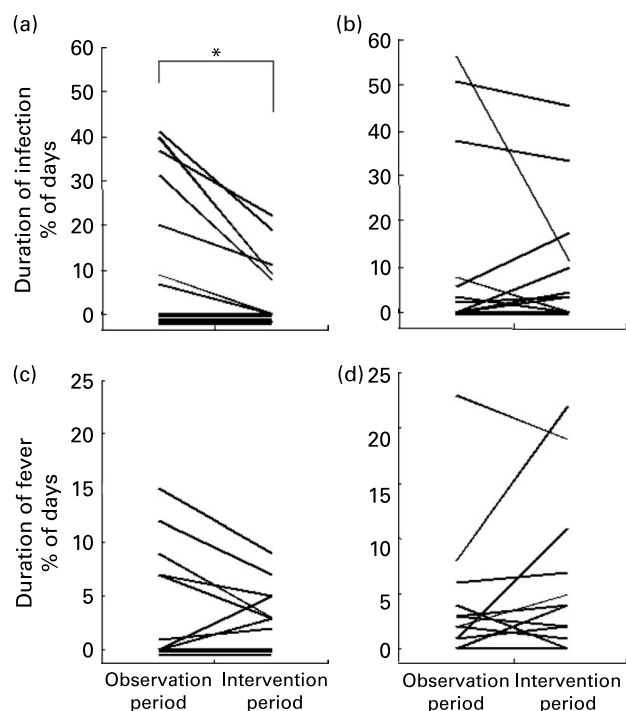 (a)
*
Duration of infection
% of days
60
50
40
30
20
10
0
(b)
60
50
40
30
20
10
0
(c)
Duration of fever
% of days
25
20
15
10
5
0
Observation
period
Intervention
period
(d)
25
20
15
10
5
0
Observation
period
Intervention
period